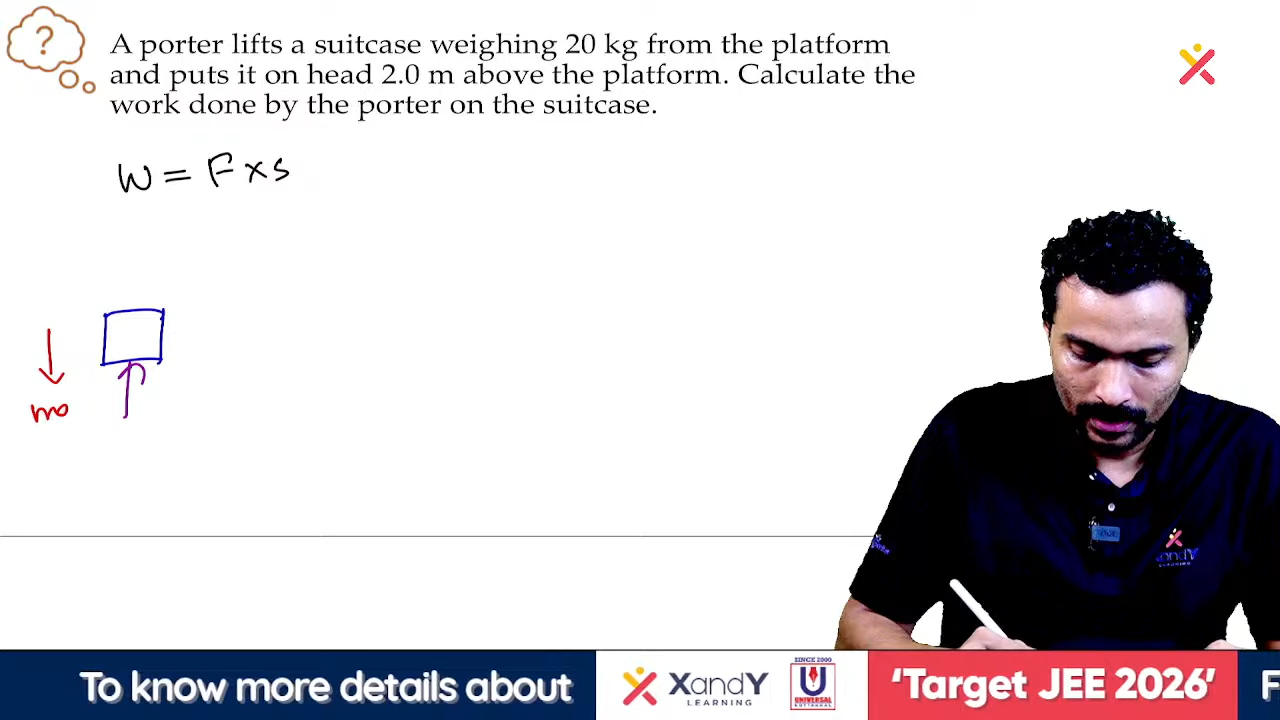 ?
A porter lifts a suitcase weighing 20 kg from the platform
and puts it on head 2.0 m above the platform. Calculate the
work done by the porter on the suitcase.
W = F x s
To know more details about
XandY
LEARNING
SINCE 2000
UNIVERSAL
KOTTAKKAL
'Target JEE 2026'
F
XandY